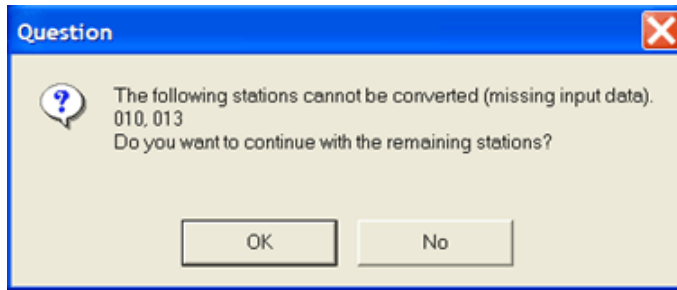 Question
The following stations cannot be converted (missing input data).
010, 013
Do you want to continue with the remaining stations?
OK
No